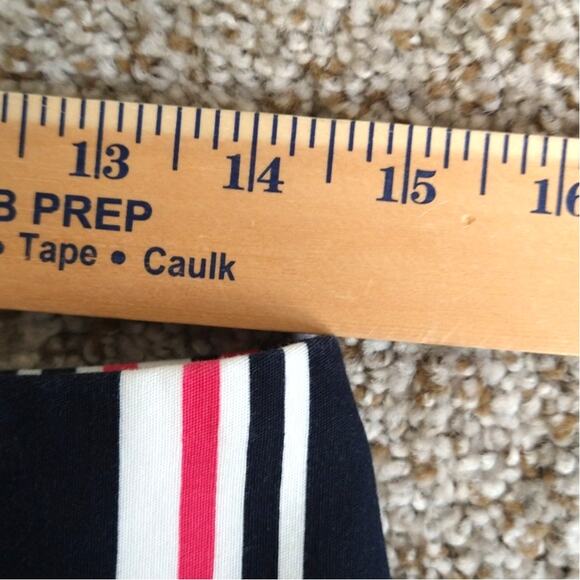 13 14 15 16
B PREP
• Tape • Caulk